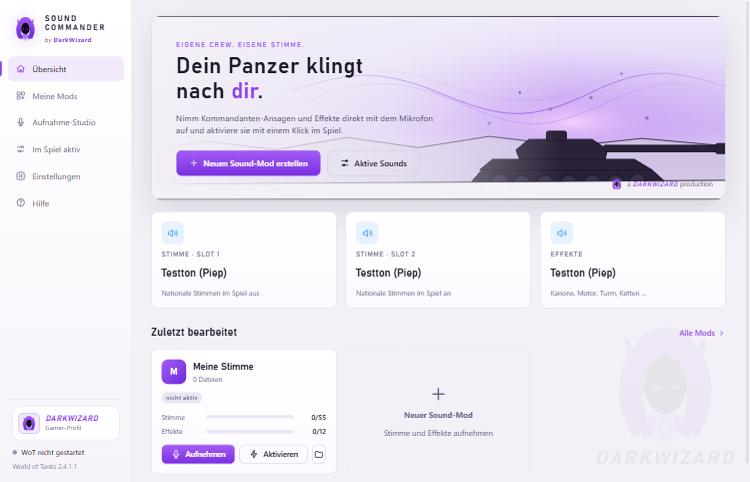 SOUND
COMMANDER
by DarkWizard
Übersicht
Meine Mods
Aufnahme-Studio
Im Spiel aktiv
Einstellungen
Hilfe
DARKWIZARD
Gamer-Profil
WoT nicht gestartet
World of Tanks 2.4.1.1
EIGENE CREW. EIGENE STIMME.
Dein Panzer klingt
nach dir.
Nimm Kommandanten-Ansagen und Effekte direkt mit dem Mikrofon
auf und aktiviere sie mit einem Klick im Spiel.
Neuen Sound-Mod erstellen
Aktive Sounds
a DARKWIZARD production
STIMME · SLOT 1
Testton (Piep)
Nationale Stimmen im Spiel aus
STIMME · SLOT 2
Testton (Piep)
Nationale Stimmen im Spiel an
EFFEKTE
Testton (Piep)
Kanone, Motor, Turm, Ketten ...
Zuletzt bearbeitet
Alle Mods
M
Meine Stimme
0 Dateien
nicht aktiv
Stimme 0/55
Effekte 0/12
Aufnehmen
Aktivieren
Neuer Sound-Mod
Stimme und Effekte aufnehmen
DARKWIZARD